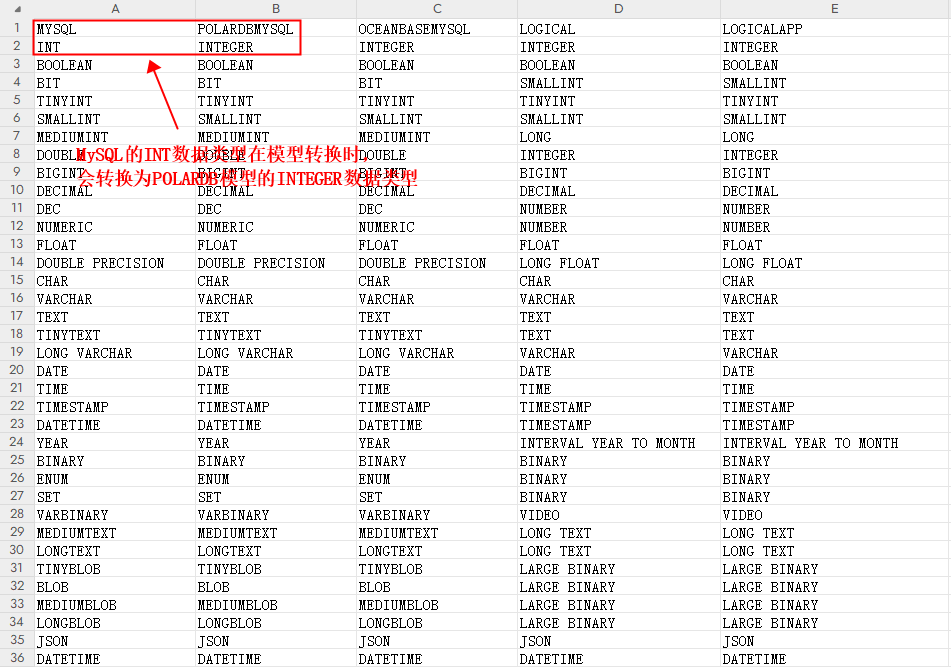 A B C D E
1 MYSQL POLARDBMYSQL OCEANBASEMYSQL LOGICAL LOGICALAPP
2 INT INTEGER INTEGER INTEGER INTEGER
3 BOOLEAN BOOLEAN BOOLEAN BOOLEAN BOOLEAN
4 BIT BIT BIT SMALLINT SMALLINT
5 TINYINT TINYINT TINYINT TINYINT TINYINT
6 SMALLINT SMALLINT SMALLINT SMALLINT SMALLINT
7 MEDIUMINT MEDIUMINT MEDIUMINT LONG LONG
8 DOUBLE DOUBLE DOUBLE INTEGER INTEGER
MySQL的INT数据类型在模型转换时，
9 BIGINT BIGINT BIGINT BIGINT BIGINT
会转换为POLARDB模型的INTEGER数据类型
10 DECIMAL DECIMAL DECIMAL DECIMAL DECIMAL
11 DEC DEC DEC NUMBER NUMBER
12 NUMERIC NUMERIC NUMERIC NUMBER NUMBER
13 FLOAT FLOAT FLOAT FLOAT FLOAT
14 DOUBLE PRECISION DOUBLE PRECISION DOUBLE PRECISION LONG FLOAT LONG FLOAT
15 CHAR CHAR CHAR CHAR CHAR
16 VARCHAR VARCHAR VARCHAR VARCHAR VARCHAR
17 TEXT TEXT TEXT TEXT TEXT
18 TINYTEXT TINYTEXT TINYTEXT TEXT TEXT
19 LONG VARCHAR LONG VARCHAR LONG VARCHAR VARCHAR VARCHAR
20 DATE DATE DATE DATE DATE
21 TIME TIME TIME TIME TIME
22 TIMESTAMP TIMESTAMP TIMESTAMP TIMESTAMP TIMESTAMP
23 DATETIME DATETIME DATETIME TIMESTAMP TIMESTAMP
24 YEAR YEAR YEAR INTERVAL YEAR TO MONTH INTERVAL YEAR TO MONTH
25 BINARY BINARY BINARY BINARY BINARY
26 ENUM ENUM ENUM BINARY BINARY
27 SET SET SET BINARY BINARY
28 VARBINARY VARBINARY VARBINARY VIDEO VIDEO
29 MEDIUMTEXT MEDIUMTEXT MEDIUMTEXT LONG TEXT LONG TEXT
30 LONGTEXT LONGTEXT LONGTEXT LONG TEXT LONG TEXT
31 TINYBLOB TINYBLOB TINYBLOB LARGE BINARY LARGE BINARY
32 BLOB BLOB BLOB LARGE BINARY LARGE BINARY
33 MEDIUMBLOB MEDIUMBLOB MEDIUMBLOB LARGE BINARY LARGE BINARY
34 LONGBLOB LONGBLOB LONGBLOB LARGE BINARY LARGE BINARY
35 JSON JSON JSON JSON JSON
36 DATETIME DATETIME DATETIME DATETIME DATETIME